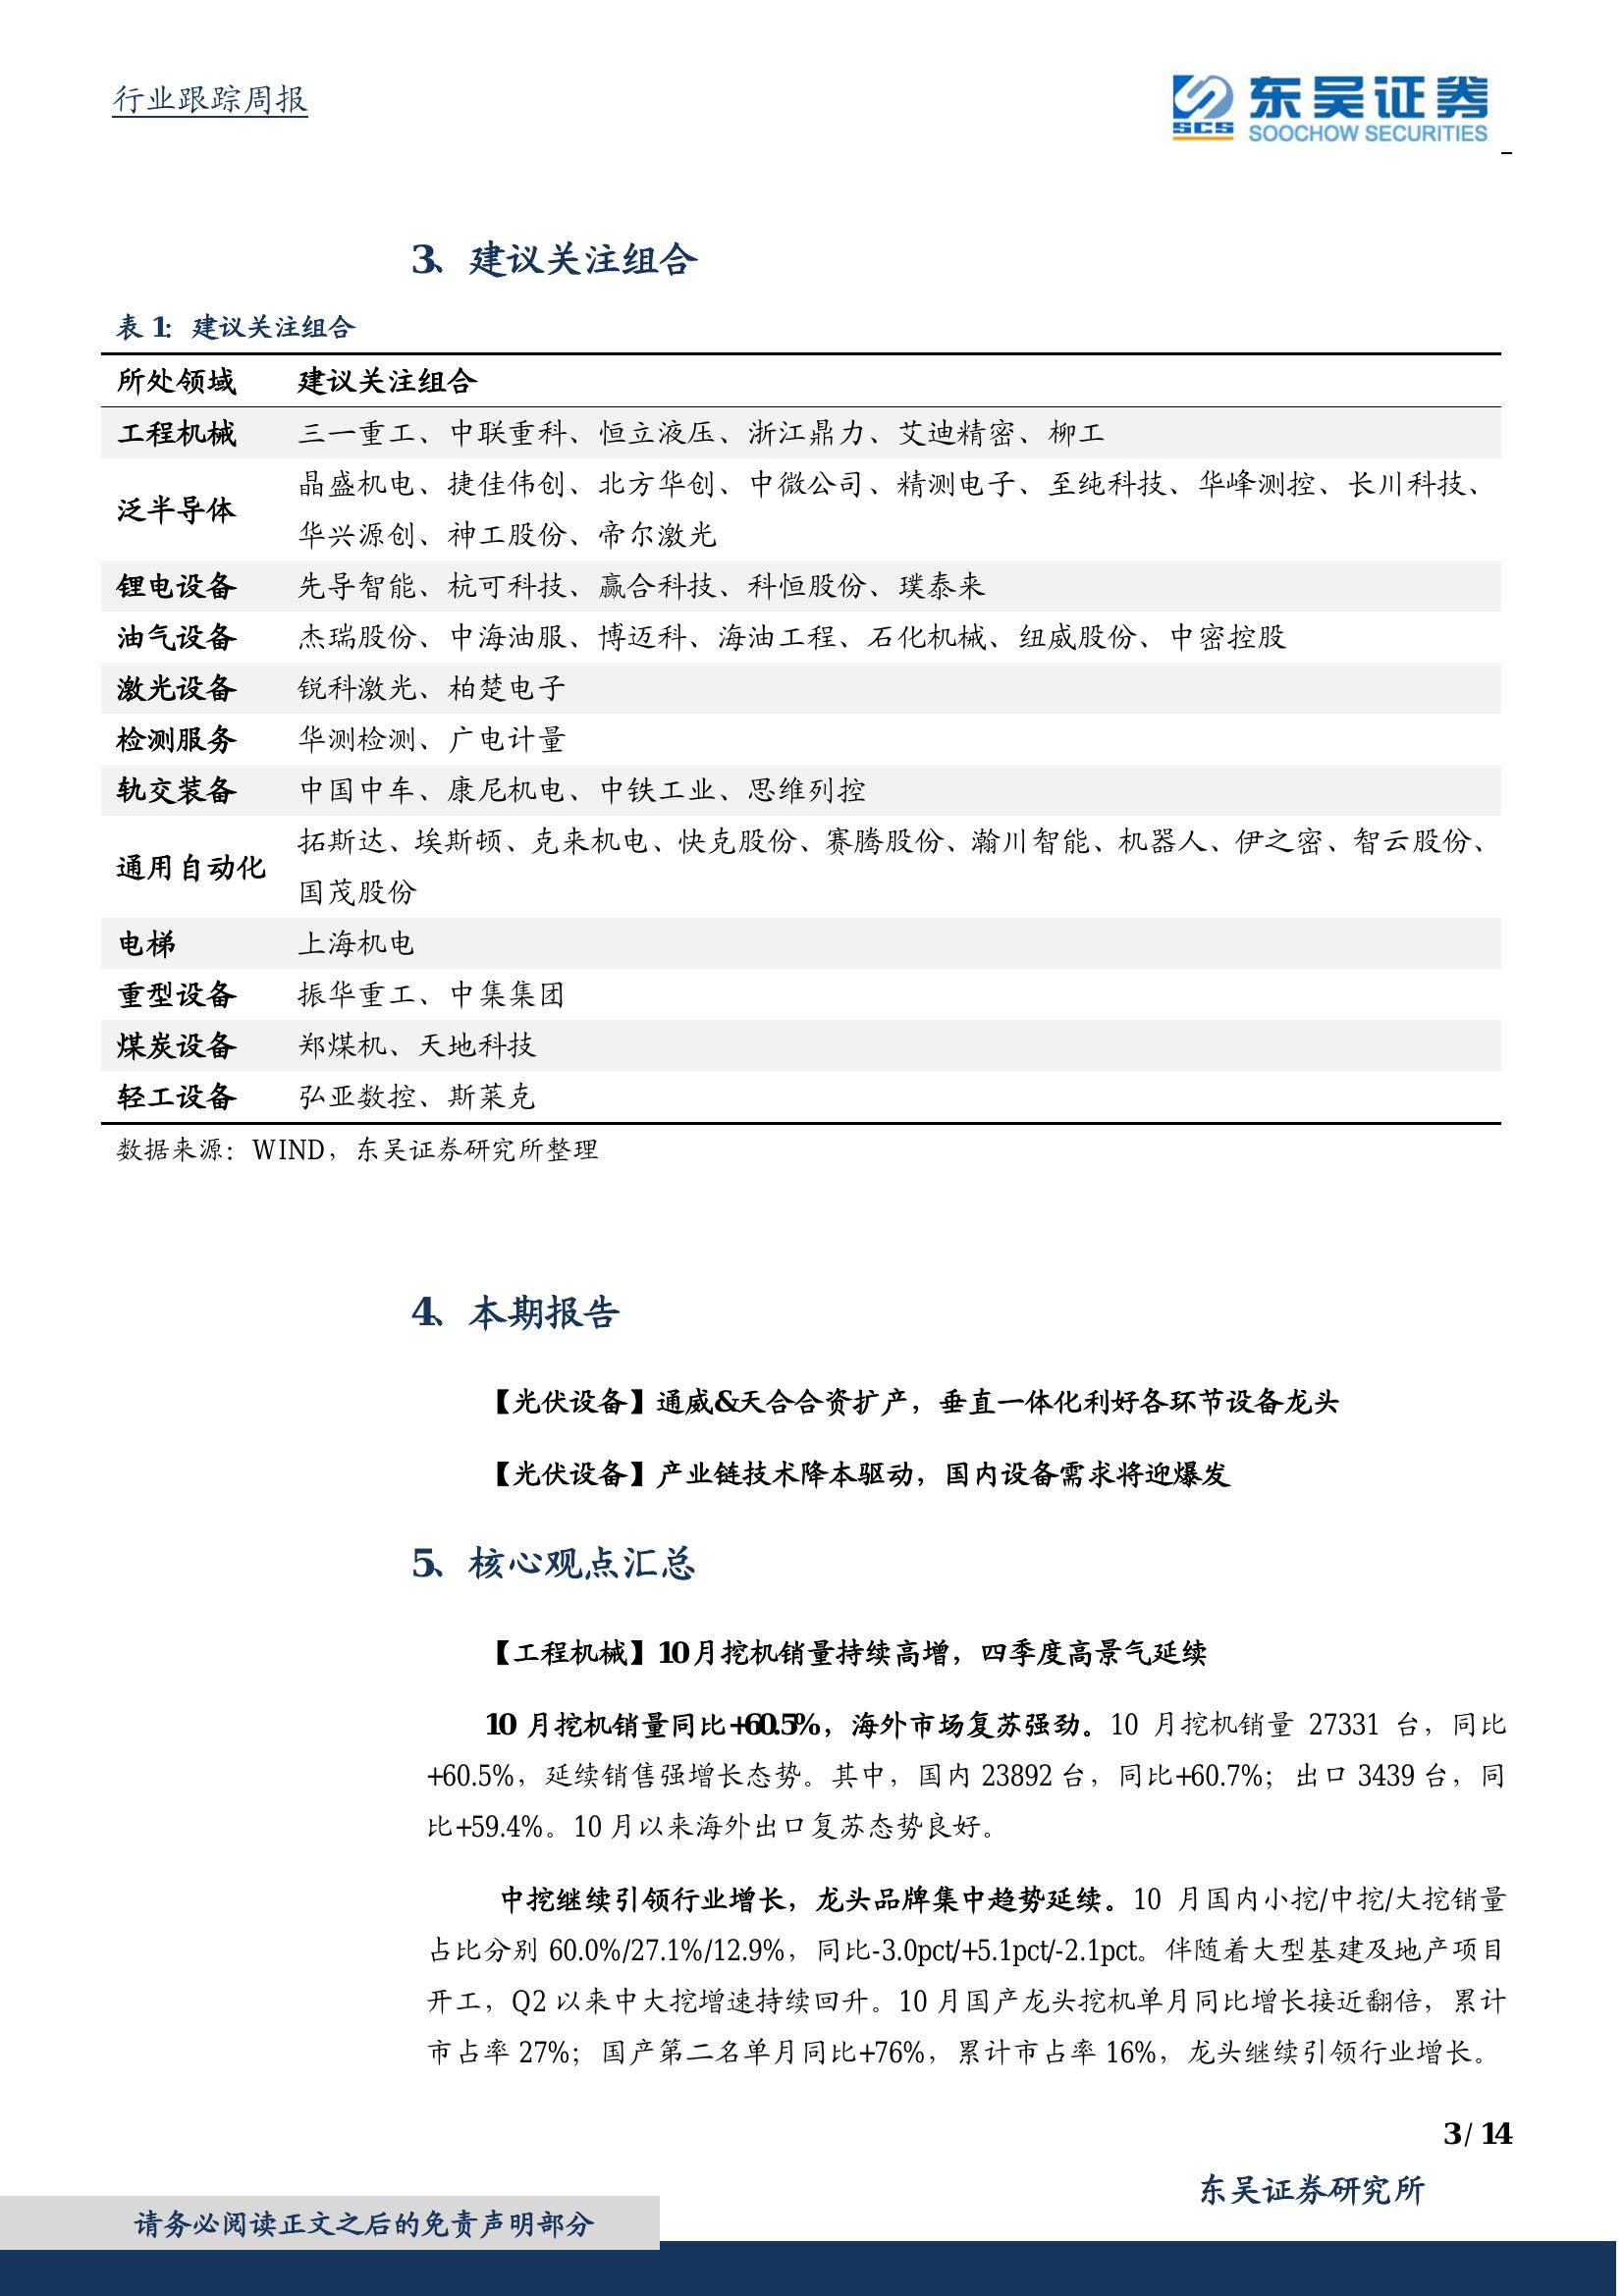 行业跟踪周报
东吴证券
SCS
SOOCHOW SECURITIES
3、建议关注组合
表 1：建议关注组合
所处领域 建议关注组合
工程机械 三一重工、中联重科、恒立液压、浙江鼎力、艾迪精密、柳工
泛半导体 晶盛机电、捷佳伟创、北方华创、中微公司、精测电子、至纯科技、华峰测控、长川科技、
华兴源创、神工股份、帝尔激光
锂电设备 先导智能、杭可科技、赢合科技、科恒股份、璞泰来
油气设备 杰瑞股份、中海油服、博迈科、海油工程、石化机械、纽威股份、中密控股
激光设备 锐科激光、柏楚电子
检测服务 华测检测、广电计量
轨交装备 中国中车、康尼机电、中铁工业、思维列控
通用自动化 拓斯达、埃斯顿、克来机电、快克股份、赛腾股份、瀚川智能、机器人、伊之密、智云股份、
国茂股份
电梯 上海机电
重型设备 振华重工、中集集团
煤炭设备 郑煤机、天地科技
轻工设备 弘亚数控、斯莱克
数据来源：WIND，东吴证券研究所整理
4、本期报告
【光伏设备】通威&天合合资扩产，垂直一体化利好各环节设备龙头
【光伏设备】产业链技术降本驱动，国内设备需求将迎爆发
5、核心观点汇总
【工程机械】10月挖机销量持续高增，四季度高景气延续
10 月挖机销量同比+60.5%，海外市场复苏强劲。10 月挖机销量 27331 台，同比
+60.5%，延续销售强增长态势。其中，国内 23892 台，同比+60.7%；出口 3439 台，同
比+59.4%。10 月以来海外出口复苏态势良好。
中挖继续引领行业增长，龙头品牌集中趋势延续。10 月国内小挖/中挖/大挖销量
占比分别 60.0%/27.1%/12.9%，同比-3.0pct/+5.1pct/-2.1pct。伴随着大型基建及地产项目
开工，Q2 以来中大挖增速持续回升。10 月国产龙头挖机单月同比增长接近翻倍，累计
市占率 27%；国产第二名单月同比+76%，累计市占率 16%，龙头继续引领行业增长。
3 / 14
东吴证券研究所
请务必阅读正文之后的免责声明部分